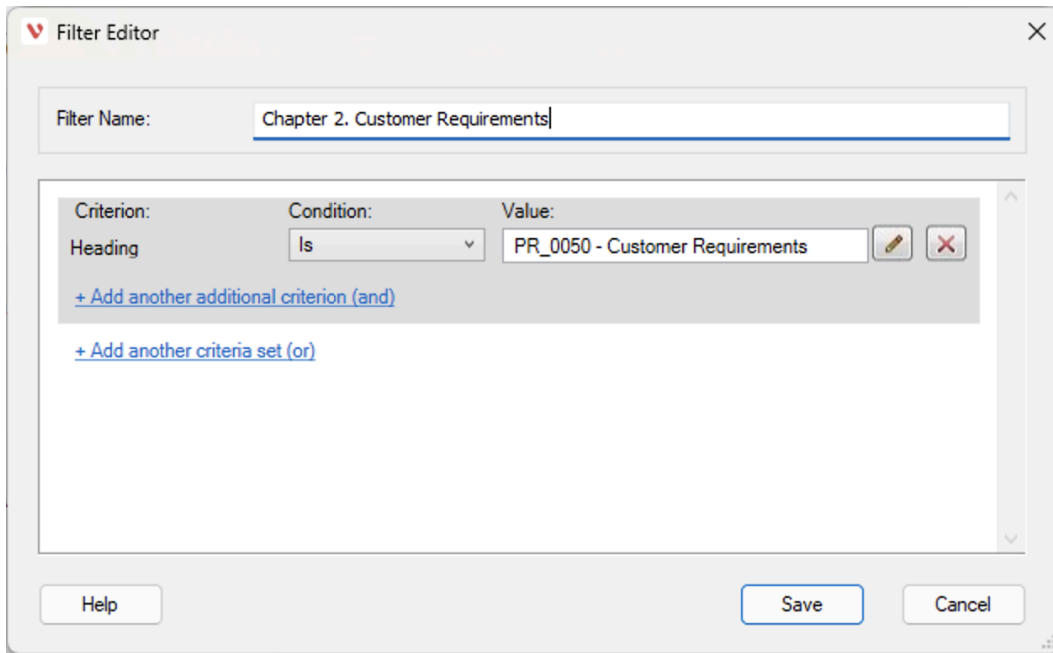 Filter Editor
Filter Name: Chapter 2. Customer Requirements
Criterion: Condition: Value:
Heading Is PR_0050 - Customer Requirements
+ Add another additional criterion (and)
+ Add another criteria set (or)
Help Save Cancel